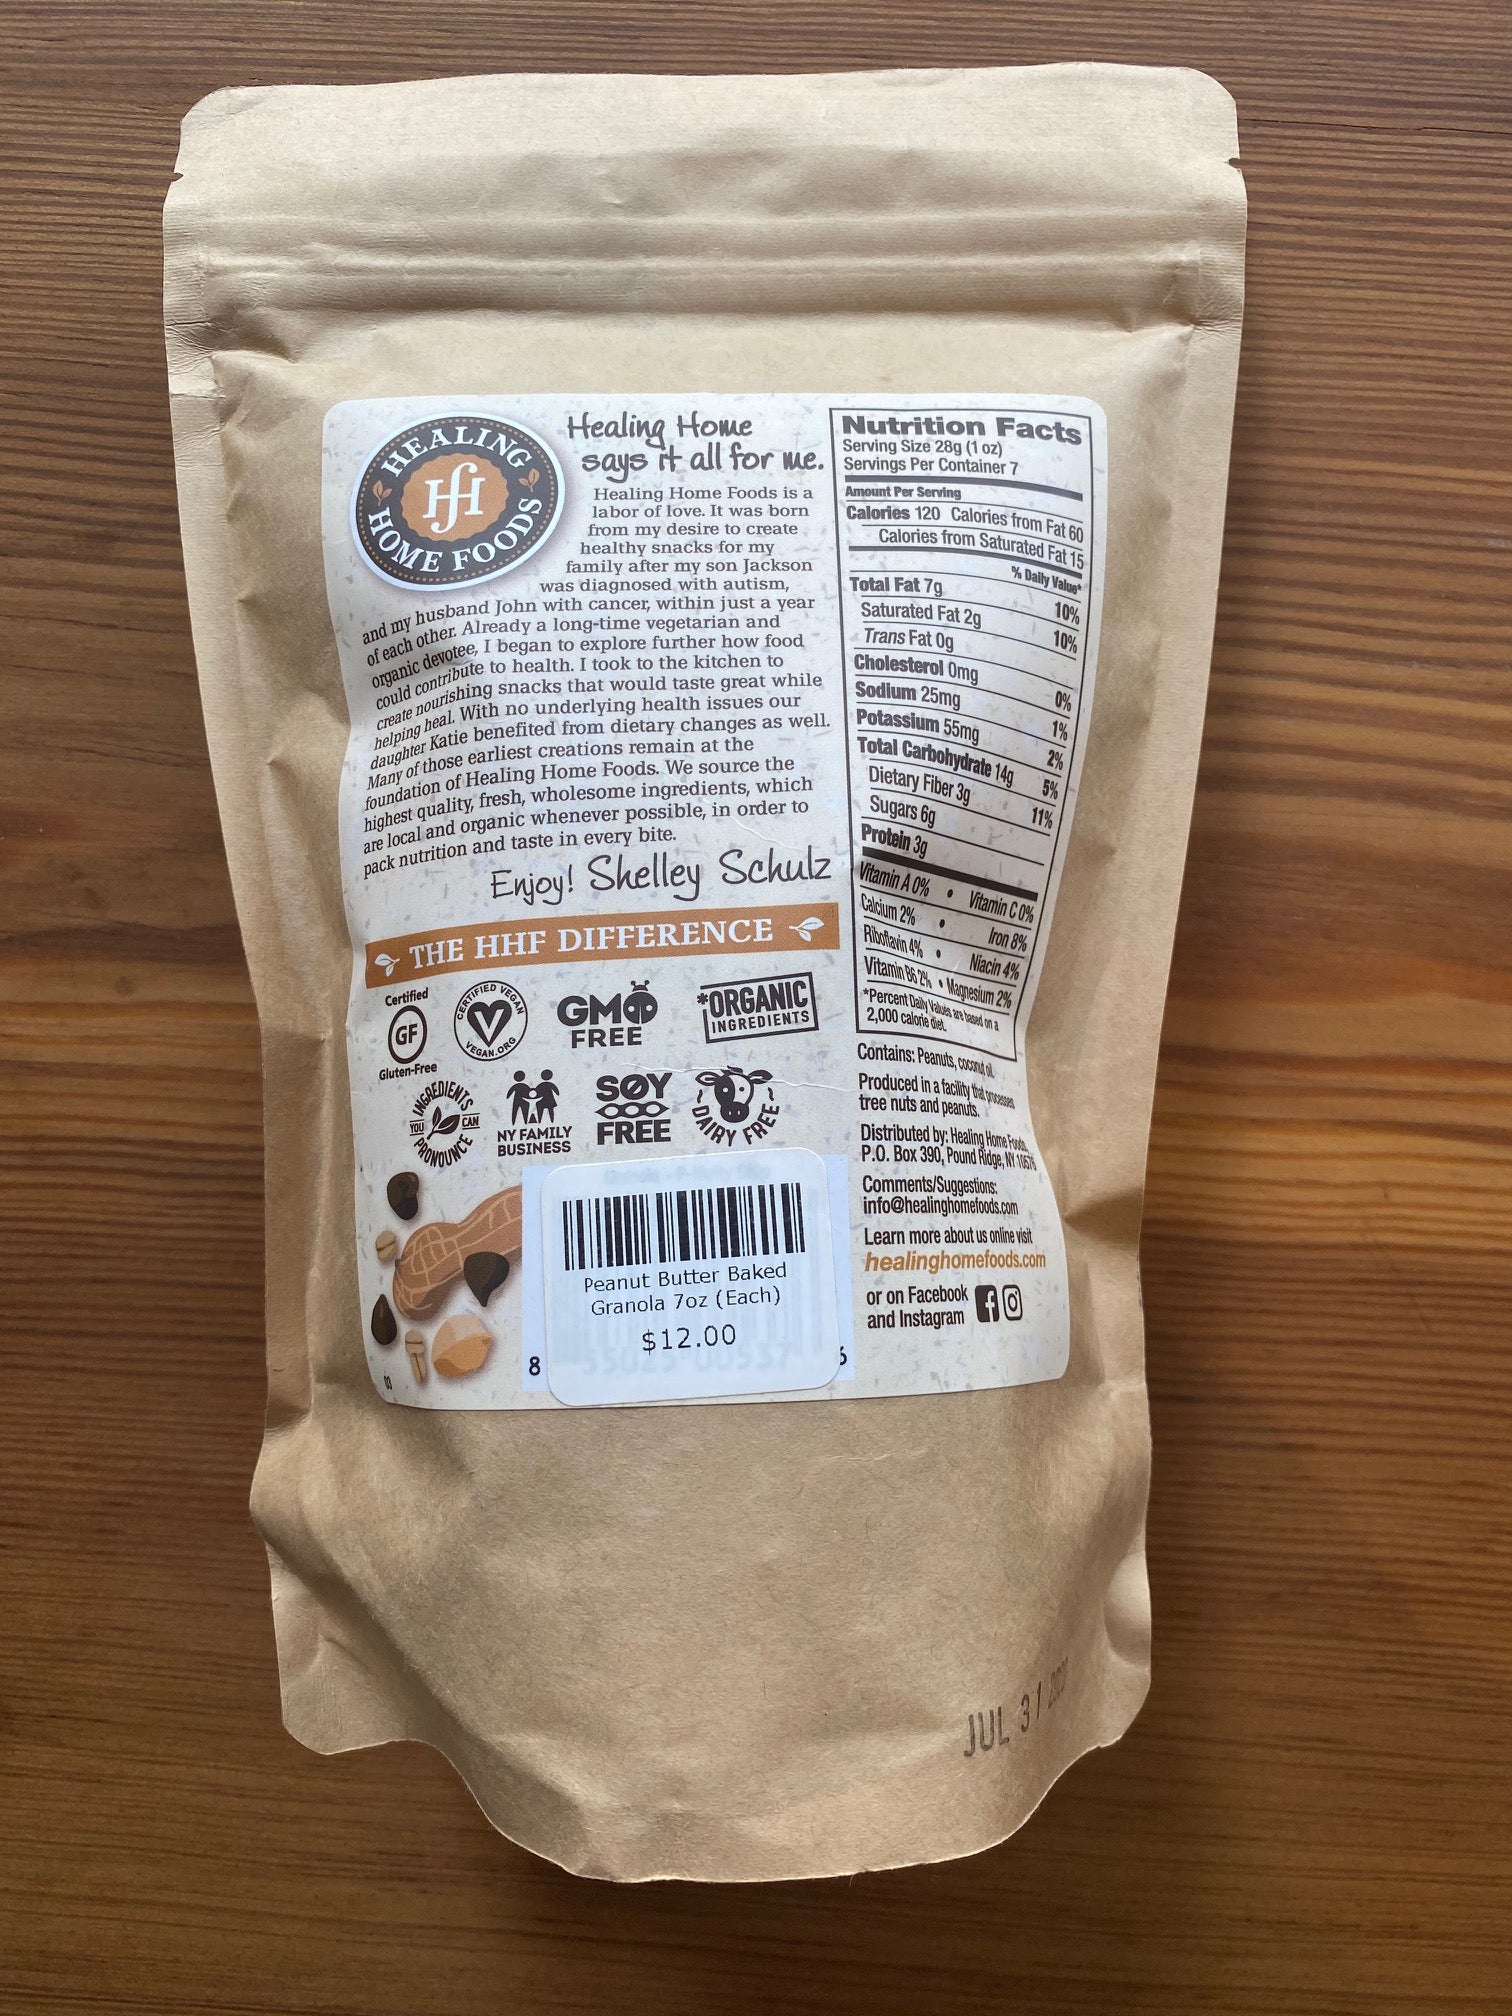 HEALING
HfH
HOME FOODS
Healing Home
says it all for me.
Healing Home Foods is a
labor of love. It was born
from my desire to create
healthy snacks for my
family after my son Jackson
was diagnosed with autism,
and my husband John with cancer, within just a year
of each other. Already a long-time vegetarian and
organic devotee, I began to explore further how food
could contribute to health. I took to the kitchen to
create nourishing snacks that would taste great while
helping heal. With no underlying health issues our
daughter Katie benefited from dietary changes as well.
Many of those earliest creations remain at the
foundation of Healing Home Foods. We source the
highest quality, fresh, wholesome ingredients, which
are local and organic whenever possible, in order to
pack nutrition and taste in every bite.
Enjoy! Shelley Schulz
THE HHF DIFFERENCE
Certified
GF
Gluten-Free
CERTIFIED VEGAN
VEGAN.ORG
GMO
FREE
*ORGANIC
INGREDIENTS
INGREDIENTS
YOU CAN
PRONOUNCE
NY FAMILY
BUSINESS
SOY
FREE
DAIRY FREE
Peanut Butter Baked
Granola 7oz (Each)
$12.00
8
6
03
Nutrition Facts
Serving Size 28g (1 oz)
Servings Per Container 7
Amount Per Serving
Calories 120 Calories from Fat 60
Calories from Saturated Fat 15
% Daily Value*
Total Fat 7g 10%
Saturated Fat 2g 10%
Trans Fat 0g
Cholesterol 0mg 0%
Sodium 25mg 1%
Potassium 55mg 2%
Total Carbohydrate 14g 5%
Dietary Fiber 3g 11%
Sugars 6g
Protein 3g
Vitamin A 0% • Vitamin C 0%
Calcium 2% • Iron 8%
Riboflavin 4% • Niacin 4%
Vitamin B6 2% • Magnesium 2%
*Percent Daily Values are based on a
2,000 calorie diet.
Contains: Peanuts, coconut oil.
Produced in a facility that processes
tree nuts and peanuts.
Distributed by: Healing Home Foods,
P.O. Box 390, Pound Ridge, NY 10576
Comments/Suggestions:
info@healinghomefoods.com
Learn more about us online visit
healinghomefoods.com
or on Facebook
and Instagram
JUL 31